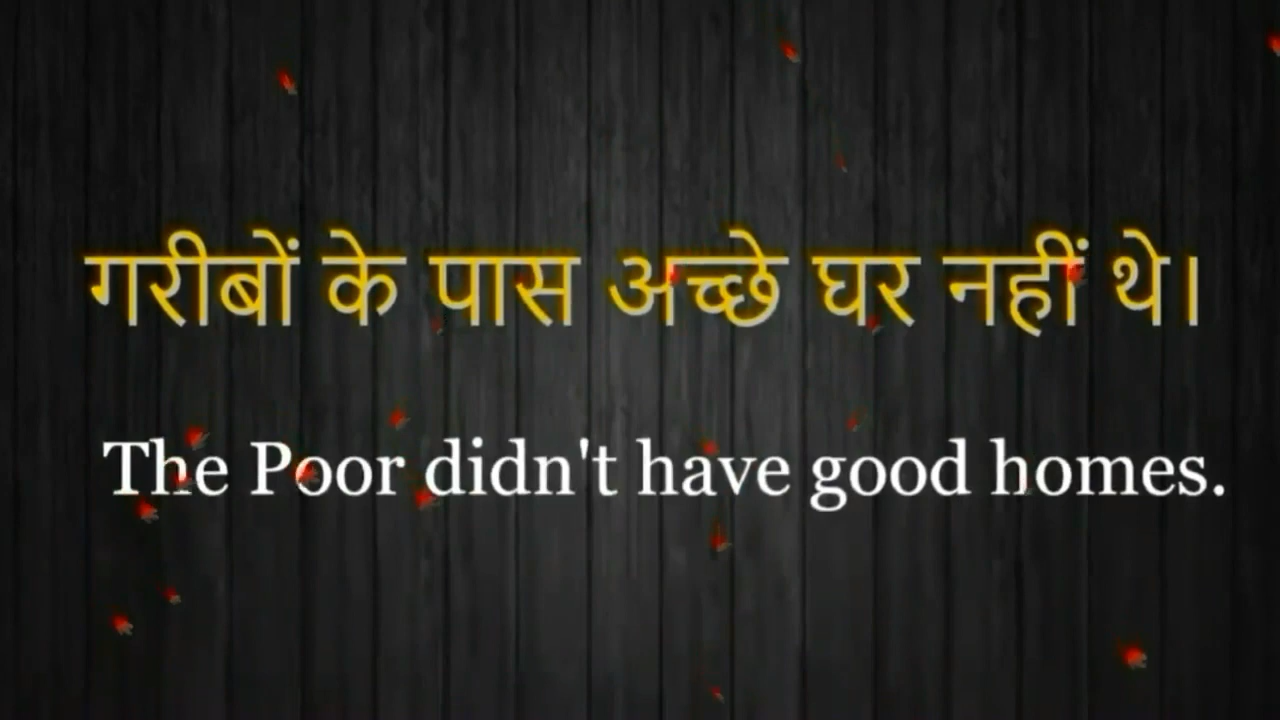 गरीबों के पास अच्छे घर नहीं थे।
The Poor didn't have good homes.